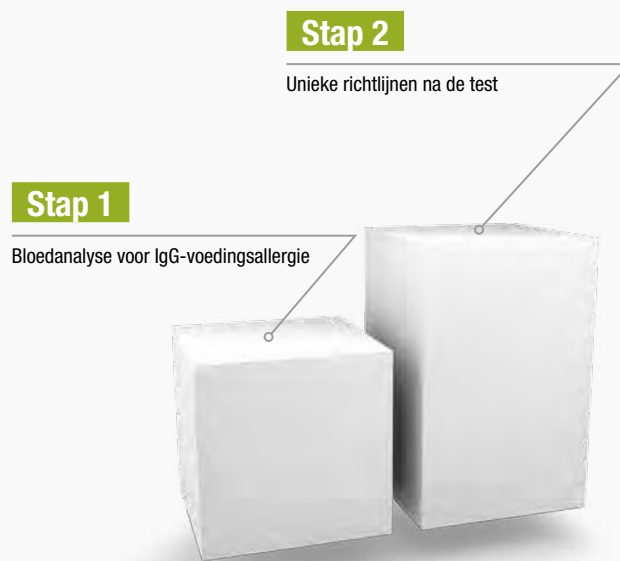 Stap 2
Unieke richtlijnen na de test
Stap 1
Bloedanalyse voor IgG-voedingsallergie